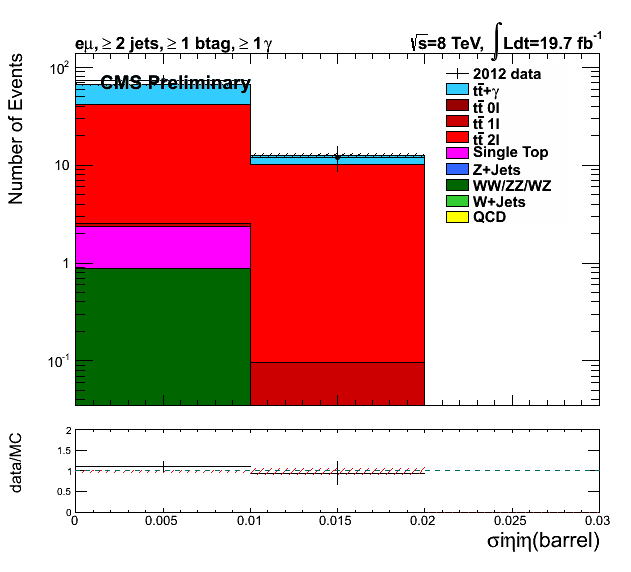 eμ, ≥ 2 jets, ≥ 1 btag, ≥ 1 γ
√s=8 TeV, ∫ Ldt=19.7 fb⁻¹
CMS Preliminary
Number of Events
10²
10
1
10⁻¹
2012 data
tt̄+γ
tt̄ 0l
tt̄ 1l
tt̄ 2l
Single Top
Z+Jets
WW/ZZ/WZ
W+Jets
QCD
data/MC
2
1.5
1
0.5
0
0 0.005 0.01 0.015 0.02 0.025 0.03
σiηiη(barrel)